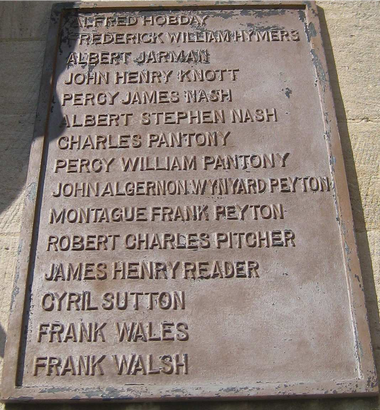 ALFRED HOBDAY
FREDERICK WILLIAM HYMERS
ALBERT JARMAN
JOHN HENRY KNOTT
PERCY JAMES NASH
ALBERT STEPHEN NASH
CHARLES PANTONY
PERCY WILLIAM PANTONY
JOHN ALGERNON WYNYARD PEYTON
MONTAGUE FRANK PEYTON
ROBERT CHARLES PITCHER
JAMES HENRY READER
CYRIL SUTTON
FRANK WALES
FRANK WALSH